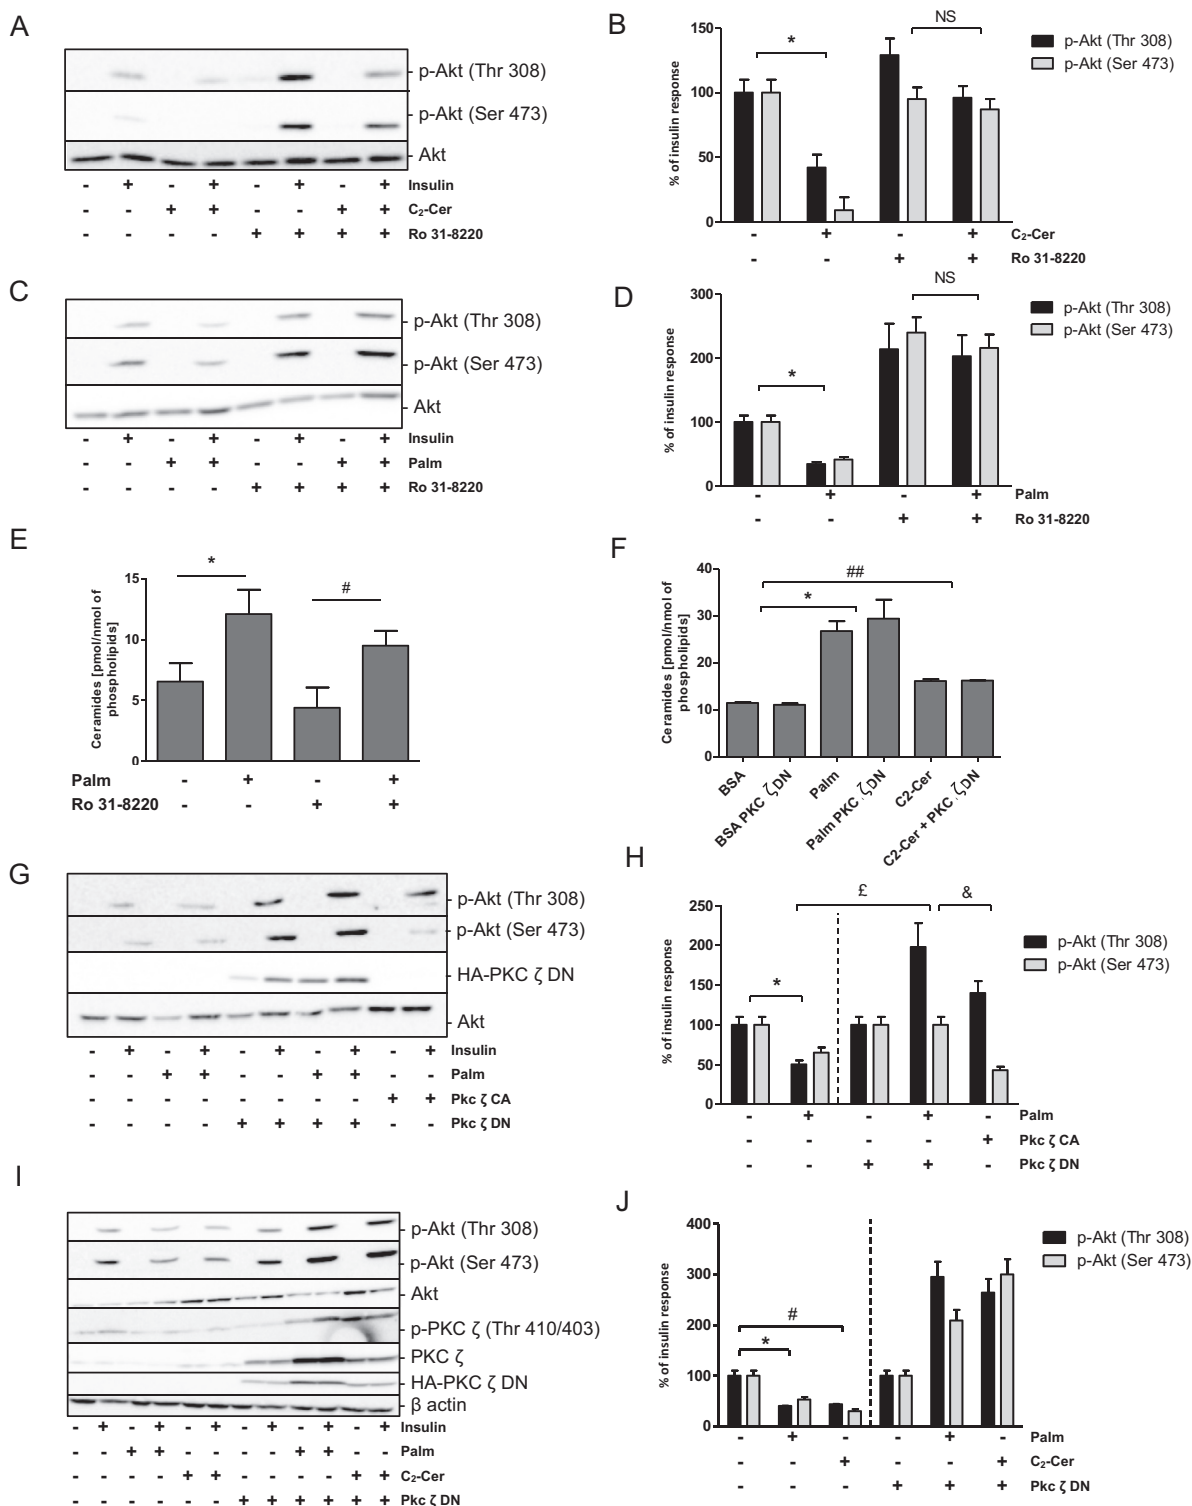 A
p-Akt (Thr 308)
p-Akt (Ser 473)
Akt
- + - + - + - + Insulin
- - + + - - + + C₂-Cer
- - - - + + + + Ro 31-8220
B
% of insulin response
150
100
50
0
*
NS
p-Akt (Thr 308)
p-Akt (Ser 473)
- + - + C₂-Cer
- - + + Ro 31-8220
C
p-Akt (Thr 308)
p-Akt (Ser 473)
Akt
- + - + - + - + Insulin
- - + + - - + + Palm
- - - - + + + + Ro 31-8220
D
% of insulin response
300
200
100
0
*
NS
p-Akt (Thr 308)
p-Akt (Ser 473)
- + - + Palm
- - + + Ro 31-8220
E
Ceramides [pmol/nmol of
phospholipids]
15
10
5
0
*
#
Palm - + - +
Ro 31-8220 - - + +
F
Ceramides [pmol/nmol of
phospholipids]
40
30
20
10
0
##
*
BSA
BSA PKC ζ DN
Palm
Palm PKC ζ DN
C2-Cer
C2-Cer + PKC ζ DN
G
p-Akt (Thr 308)
p-Akt (Ser 473)
HA-PKC ζ DN
Akt
- + - + - + - + - + Insulin
- - + + - - + + - - Palm
- - - - - - - - + + Pkc ζ CA
- - - - + + + + - - Pkc ζ DN
H
% of insulin response
250
200
150
100
50
0
*
£
&
p-Akt (Thr 308)
p-Akt (Ser 473)
- + - + - Palm
- - - - + Pkc ζ CA
- - + + - Pkc ζ DN
I
p-Akt (Thr 308)
p-Akt (Ser 473)
Akt
p-PKC ζ (Thr 410/403)
PKC ζ
HA-PKC ζ DN
β actin
- + - + - + - + - + - + Insulin
- - + + - - - - + + - - Palm
- - - - + + - - - - + + C₂-Cer
- - - - - - + + + + + + Pkc ζ DN
J
% of insulin response
400
300
200
100
0
#
*
p-Akt (Thr 308)
p-Akt (Ser 473)
- + - - + - Palm
- - + - - + C₂-Cer
- - - + + + Pkc ζ DN